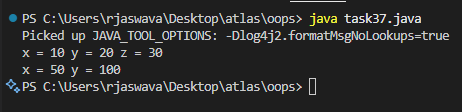 PS C:\Users\rjaswava\Desktop\atlas\oops> java task37.java
Picked up JAVA_TOOL_OPTIONS: -Dlog4j2.formatMsgNoLookups=true
x = 10 y = 20 z = 30
x = 50 y = 100
PS C:\Users\rjaswava\Desktop\atlas\oops>